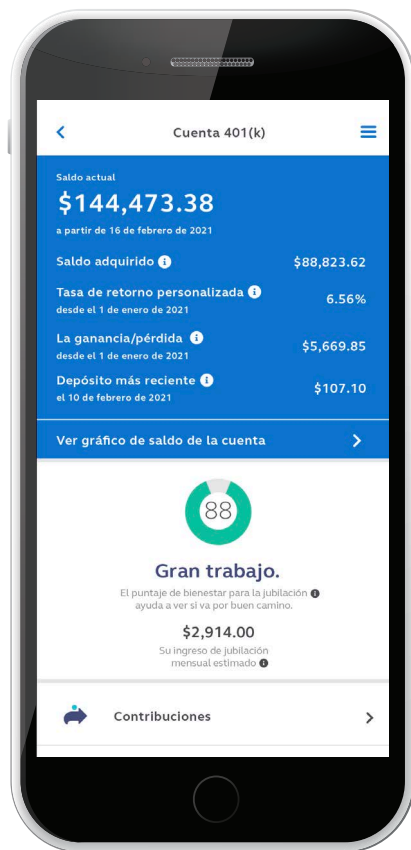 Cuenta 401(k)
Saldo actual
$144,473.38
a partir de 16 de febrero de 2021
Saldo adquirido
$88,823.62
Tasa de retorno personalizada
desde el 1 de enero de 2021
6.56%
La ganancia/pérdida
desde el 1 de enero de 2021
$5,669.85
Depósito más reciente
el 10 de febrero de 2021
$107.10
Ver gráfico de saldo de la cuenta
88
Gran trabajo.
El puntaje de bienestar para la jubilación
ayuda a ver si va por buen camino.
$2,914.00
Su ingreso de jubilación
mensual estimado
Contribuciones